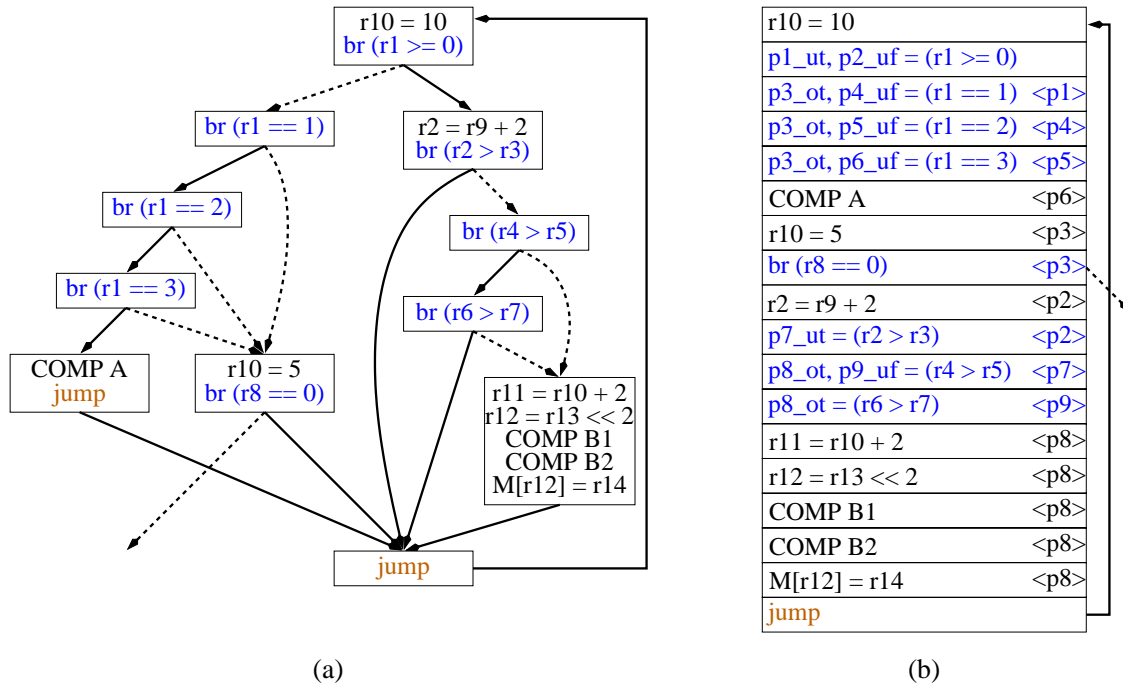 r10 = 10
br (r1 >= 0)
br (r1 == 1)
r2 = r9 + 2
br (r2 > r3)
br (r1 == 2)
br (r4 > r5)
br (r1 == 3)
br (r6 > r7)
COMP A
jump
r10 = 5
br (r8 == 0)
r11 = r10 + 2
r12 = r13 << 2
COMP B1
COMP B2
M[r12] = r14
jump
(a)
r10 = 10
p1_ut, p2_uf = (r1 >= 0)
p3_ot, p4_uf = (r1 == 1) <p1>
p3_ot, p5_uf = (r1 == 2) <p4>
p3_ot, p6_uf = (r1 == 3) <p5>
COMP A <p6>
r10 = 5 <p3>
br (r8 == 0) <p3>
r2 = r9 + 2 <p2>
p7_ut = (r2 > r3) <p2>
p8_ot, p9_uf = (r4 > r5) <p7>
p8_ot = (r6 > r7) <p9>
r11 = r10 + 2 <p8>
r12 = r13 << 2 <p8>
COMP B1 <p8>
COMP B2 <p8>
M[r12] = r14 <p8>
jump
(b)